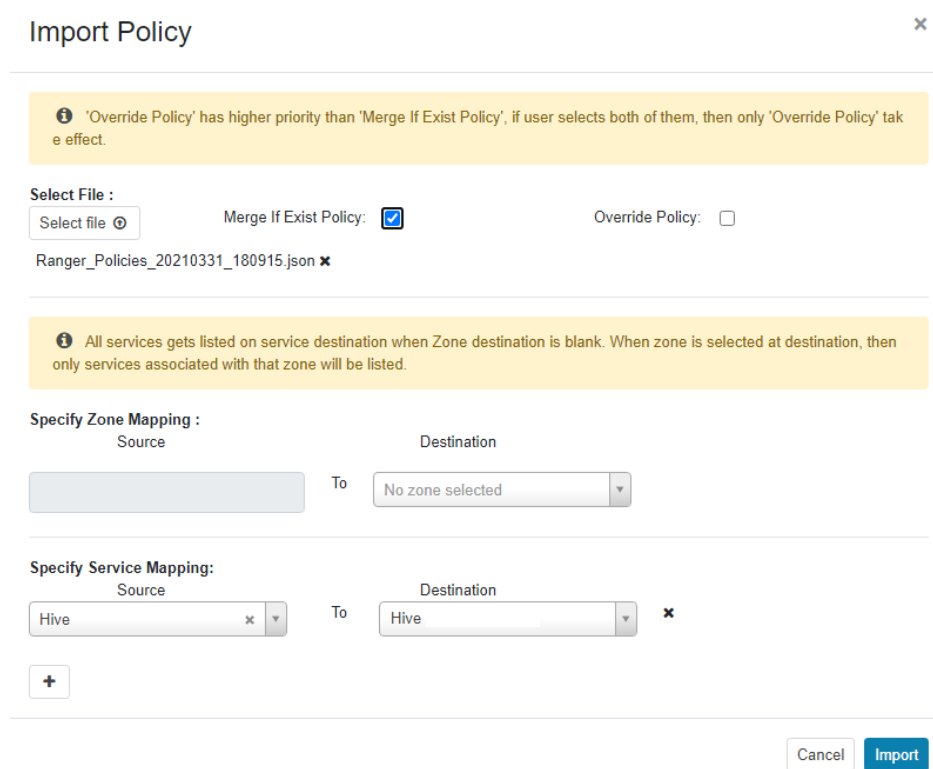 Import Policy
'Override Policy' has higher priority than 'Merge If Exist Policy', if user selects both of them, then only 'Override Policy' tak
e effect.
Select File :
Select file
Merge If Exist Policy:
Override Policy:
Ranger_Policies_20210331_180915.json
All services gets listed on service destination when Zone destination is blank. When zone is selected at destination, then
only services associated with that zone will be listed.
Specify Zone Mapping :
Source
Destination
To
No zone selected
Specify Service Mapping:
Source
Destination
Hive
To
Hive
Cancel
Import